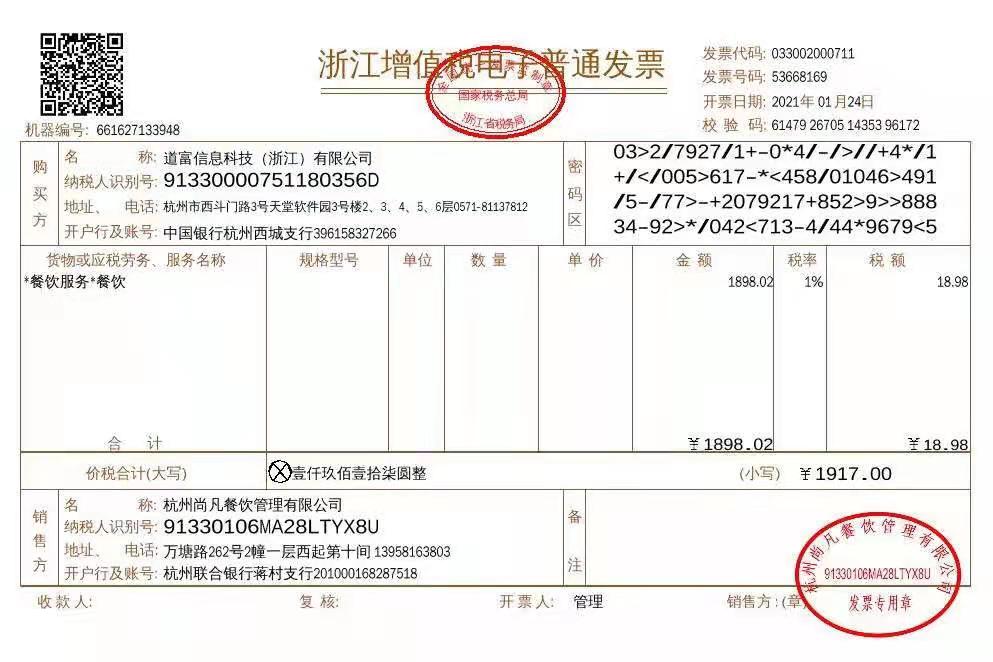 浙江增值税电子普通发票
全国统一发票监制章
国家税务总局
浙江省税务局
发票代码: 033002000711
发票号码: 53668169
开票日期: 2021年 01月24日
校 验 码: 61479 26705 14353 96172
机器编号: 661627133948
购买方
名 称: 道富信息科技（浙江）有限公司
纳税人识别号: 91330000751180356D
地址、 电话: 杭州市西斗门路3号天堂软件园3号楼2、3、4、5、6层0571-81137812
开户行及账号: 中国银行杭州西城支行396158327266
密码区
03>2/7927/1+-0*4/-/>//+4*/1
+/</005>617-*<458/01046>491
/5-/77>-+2079217+852>9>>888
34-92>*/042<713-4/44*9679<5
货物或应税劳务、服务名称 规格型号 单位 数 量 单 价 金 额 税率 税 额
*餐饮服务*餐饮 1898.02 1% 18.98
合 计 ￥1898.02 ￥18.98
价税合计(大写) ⊗壹仟玖佰壹拾柒圆整 (小写) ￥1917.00
销售方
名 称: 杭州尚凡餐饮管理有限公司
纳税人识别号: 91330106MA28LTYX8U
地址、 电话: 万塘路262号2幢一层西起第十间 13958163803
开户行及账号: 杭州联合银行蒋村支行201000168287518
备注
收款人: 复 核: 开票人: 管理 销售方:(章)
杭州尚凡餐饮管理有限公司
91330106MA28LTYX8U
发票专用章